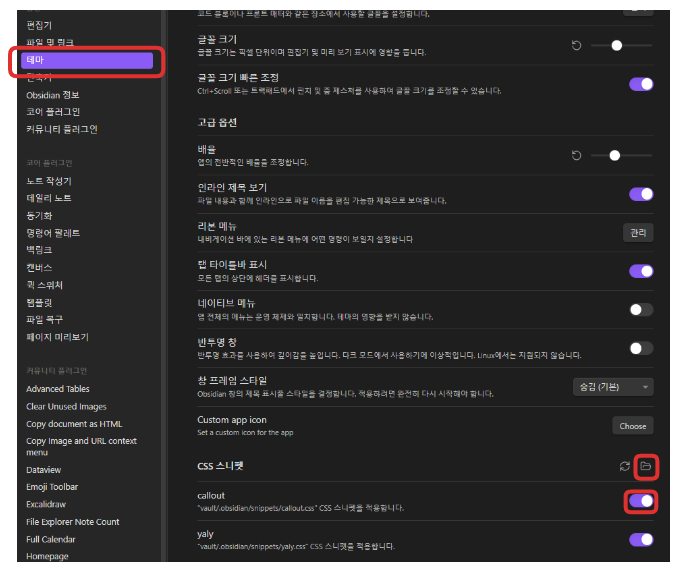 편집기
파일 및 링크
테마
단축키
Obsidian 정보
코어 플러그인
커뮤니티 플러그인
코어 플러그인
노트 작성기
데일리 노트
동기화
명령어 팔레트
백링크
캔버스
퀵 스위처
템플릿
파일 복구
페이지 미리보기
커뮤니티 플러그인
Advanced Tables
Clear Unused Images
Copy document as HTML
Copy Image and URL context
menu
Dataview
Emoji Toolbar
Excalidraw
File Explorer Note Count
Full Calendar
Homepage
코드 블록이나 프론트 매터와 같은 장소에서 사용할 글꼴을 설정합니다.
글꼴 크기
글꼴 크기는 픽셀 단위이며 편집기 및 미리 보기 표시에 영향을 줍니다.
글꼴 크기 빠른 조정
Ctrl+Scroll 또는 트랙패드에서 핀치 및 줌 제스처를 사용하여 글꼴 크기를 조정할 수 있습니다.
고급 옵션
배율
앱의 전반적인 배율을 조정합니다.
인라인 제목 보기
파일 내용과 함께 인라인으로 파일 이름을 편집 가능한 제목으로 보여줍니다.
리본 메뉴
내비게이션 바에 있는 리본 메뉴에 어떤 명령이 보일지 설정합니다
관리
탭 타이틀바 표시
모든 탭의 상단에 헤더를 표시합니다.
네이티브 메뉴
앱 전체의 메뉴는 운영 체제와 일치합니다. 테마의 영향을 받지 않습니다.
반투명 창
반투명 효과를 사용하여 깊이감을 높입니다. 다크 모드에서 사용하기에 이상적입니다. Linux에서는 지원되지 않습니다.
창 프레임 스타일
Obsidian 창의 제목 표시줄 스타일을 결정합니다. 적용하려면 완전히 다시 시작해야 합니다.
숨김 (기본)
Custom app icon
Set a custom icon for the app
Choose
CSS 스니펫
callout
"vault/.obsidian/snippets/callout.css" CSS 스니펫을 적용합니다.
yaly
"vault/.obsidian/snippets/yaly.css" CSS 스니펫을 적용합니다.